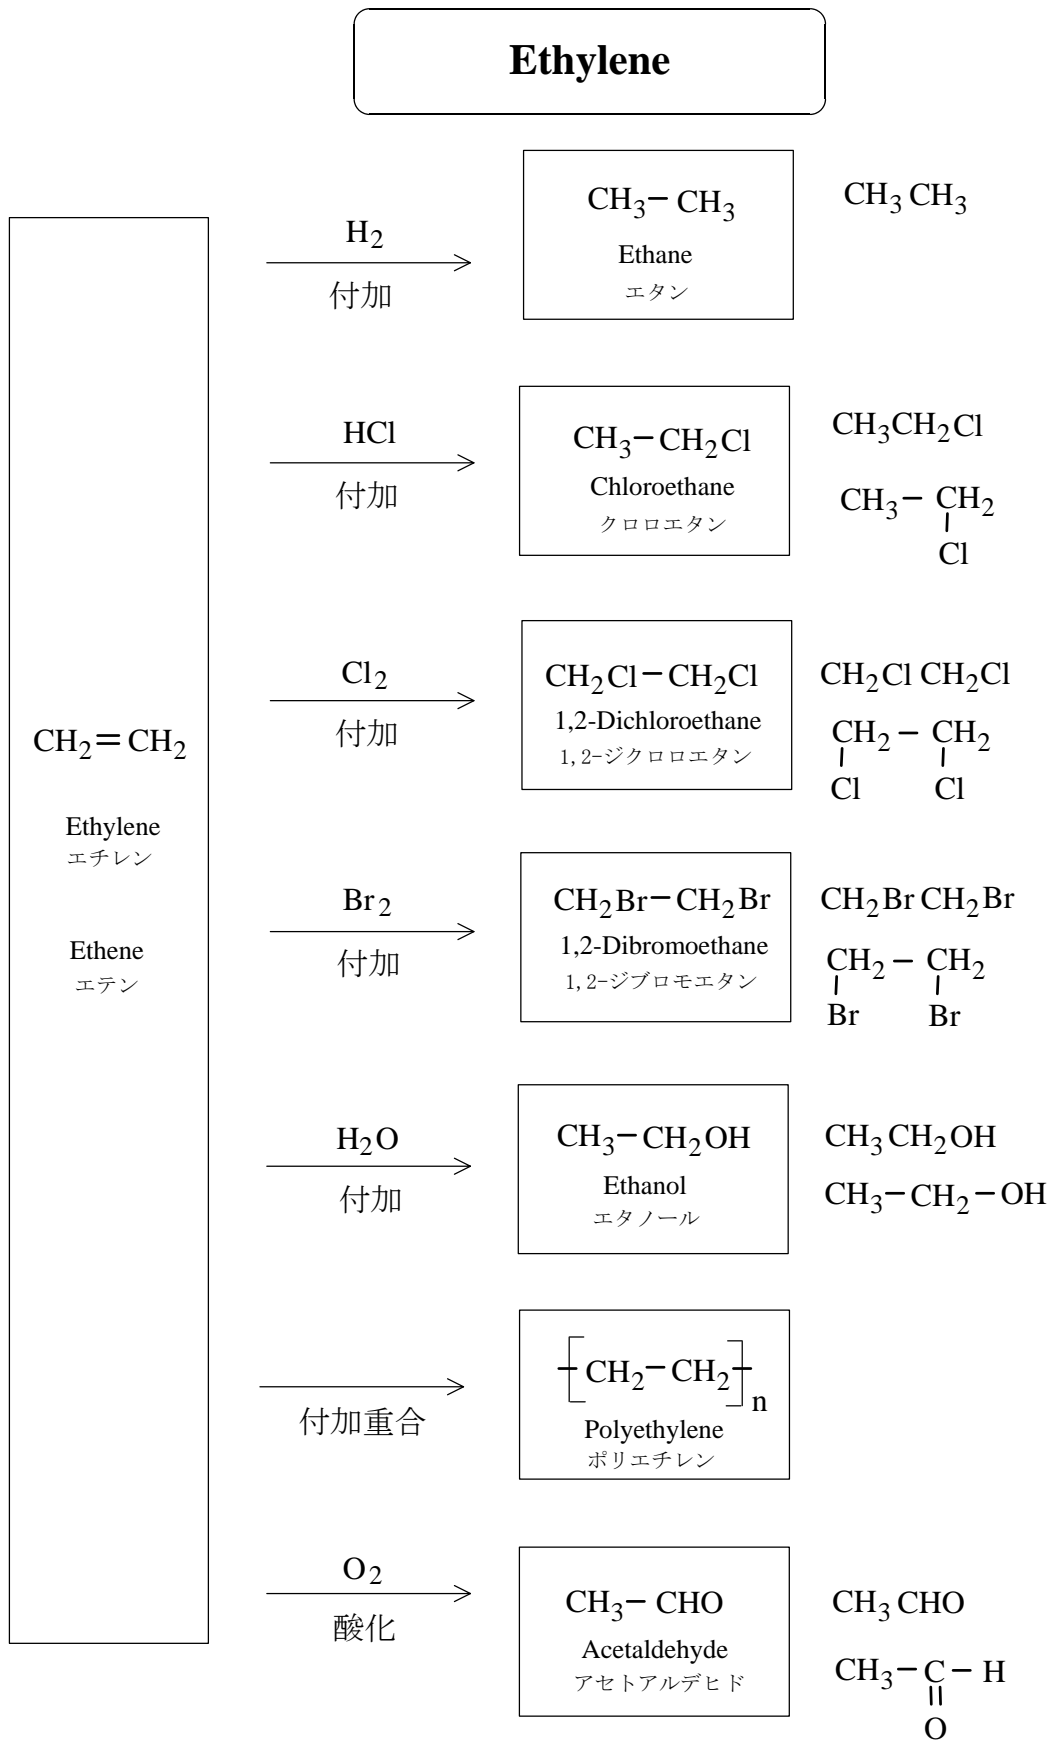 Ethylene
CH2=CH2
Ethylene
エチレン
Ethene
エテン
H2
付加
CH3−CH3
Ethane
エタン
CH3CH3
HCl
付加
CH3−CH2Cl
Chloroethane
クロロエタン
CH3CH2Cl
CH3−CH2
Cl
Cl2
付加
CH2Cl−CH2Cl
1,2-Dichloroethane
1,2-ジクロロエタン
CH2ClCH2Cl
CH2−CH2
Cl Cl
Br2
付加
CH2Br−CH2Br
1,2-Dibromoethane
1,2-ジブロモエタン
CH2BrCH2Br
CH2−CH2
Br Br
H2O
付加
CH3−CH2OH
Ethanol
エタノール
CH3CH2OH
CH3−CH2−OH
付加重合
[CH2−CH2]n
Polyethylene
ポリエチレン
O2
酸化
CH3−CHO
Acetaldehyde
アセトアルデヒド
CH3CHO
CH3−C−H
O